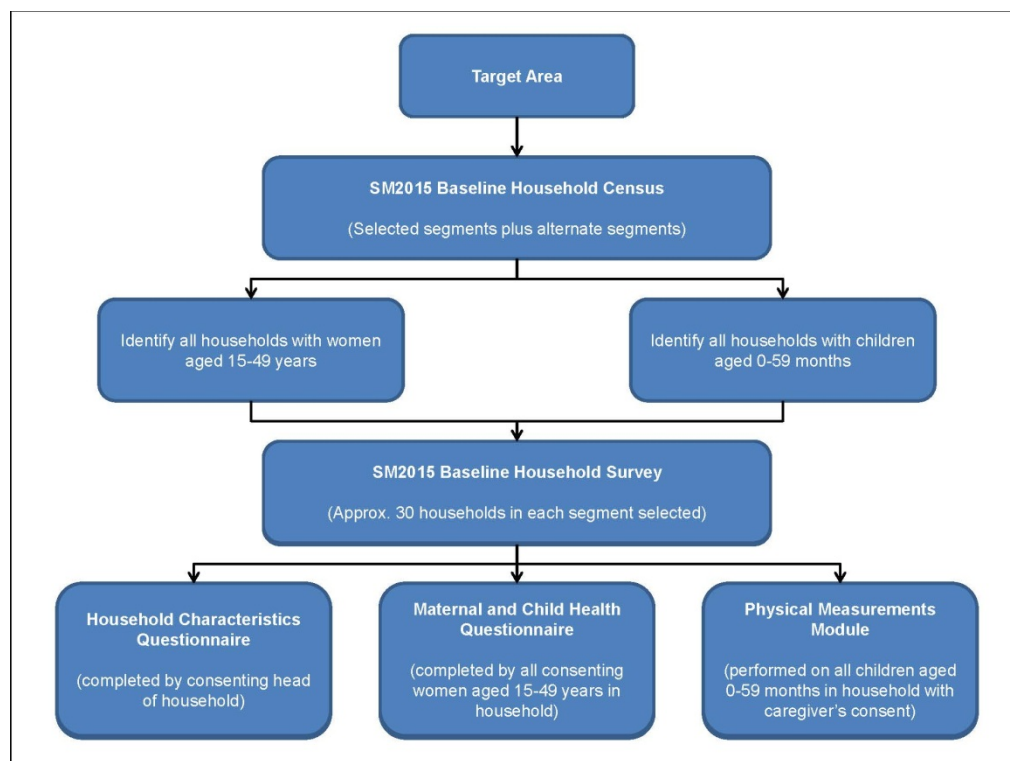 Target Area
SM2015 Baseline Household Census
(Selected segments plus alternate segments)
Identify all households with women
aged 15-49 years
Identify all households with children
aged 0-59 months
SM2015 Baseline Household Survey
(Approx. 30 households in each segment selected)
Household Characteristics
Questionnaire
(completed by consenting head
of household)
Maternal and Child Health
Questionnaire
(completed by all consenting
women aged 15-49 years in
household)
Physical Measurements
Module
(performed on all children aged
0-59 months in household with
caregiver's consent)